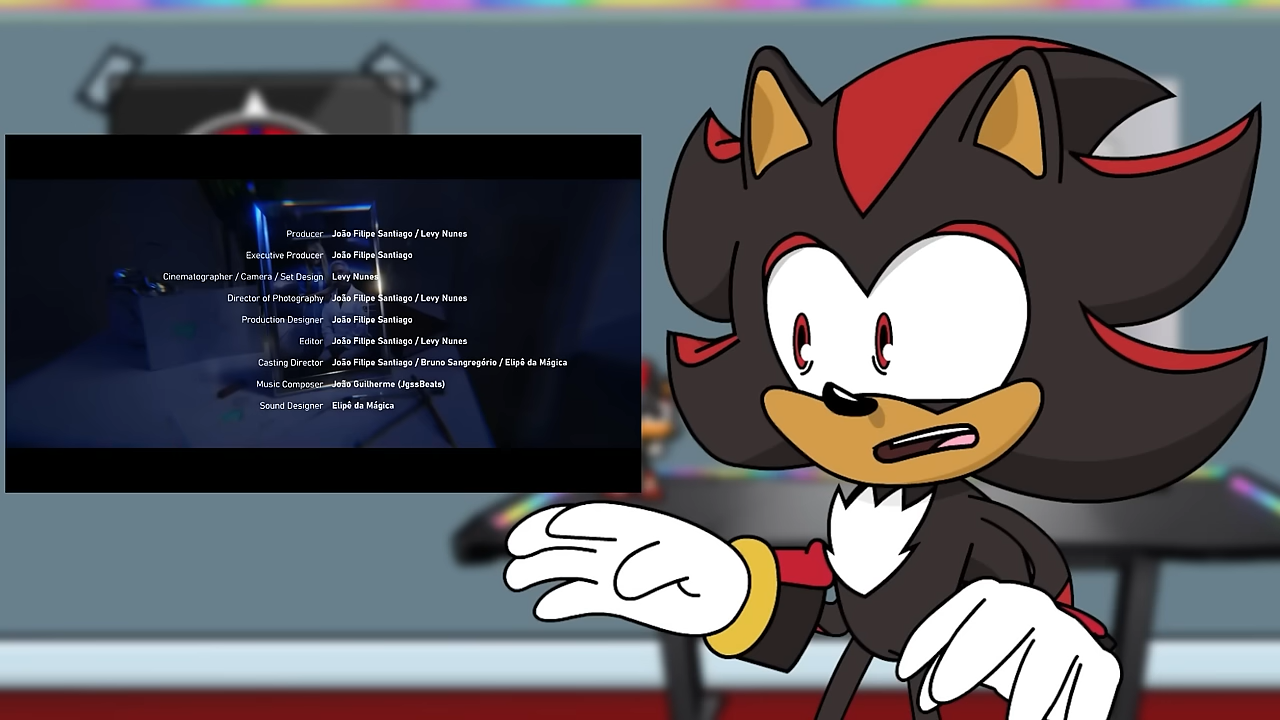 Producer João Filipe Santiago / Levy Nunes
Executive Producer João Filipe Santiago
Cinematographer / Camera / Set Design Levy Nunes
Director of Photography João Filipe Santiago / Levy Nunes
Production Designer João Filipe Santiago
Editor João Filipe Santiago / Levy Nunes
Casting Director João Filipe Santiago / Bruno Sangregório / Elipê da Mágica
Music Composer João Guilherme (JgssBeats)
Sound Designer Elipê da Mágica